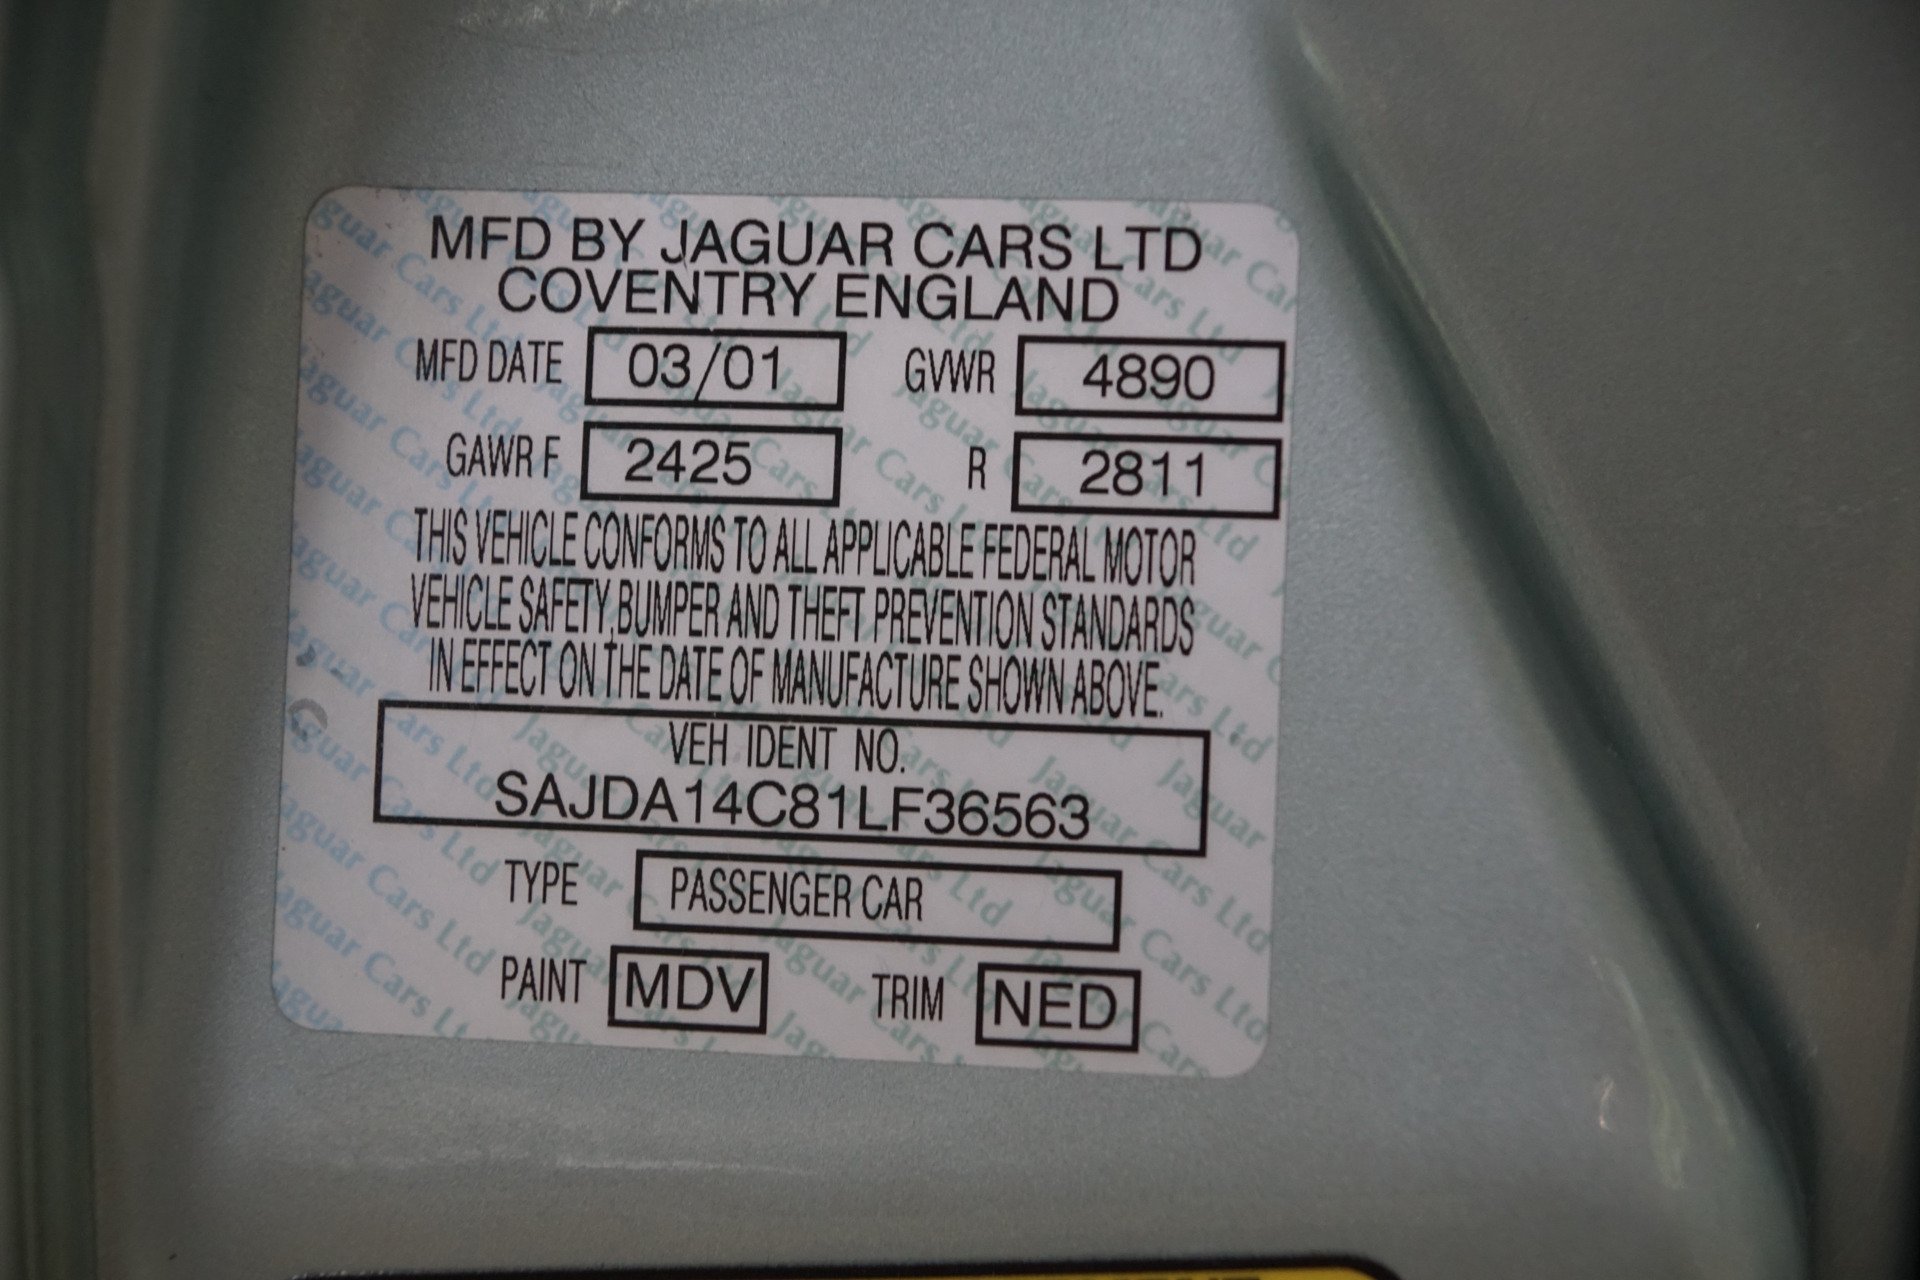 MFD BY JAGUAR CARS LTD
COVENTRY ENGLAND
MFD DATE 03/01 GVWR 4890
GAWR F 2425 R 2811
THIS VEHICLE CONFORMS TO ALL APPLICABLE FEDERAL MOTOR
VEHICLE SAFETY, BUMPER AND THEFT PREVENTION STANDARDS
IN EFFECT ON THE DATE OF MANUFACTURE SHOWN ABOVE.
VEH IDENT NO.
SAJDA14C81LF36563
TYPE PASSENGER CAR
PAINT MDV TRIM NED